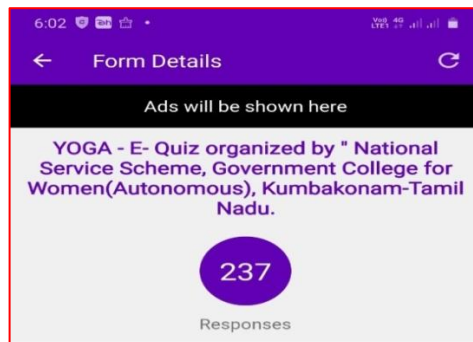 6:02
Form Details
Ads will be shown here
YOGA - E- Quiz organized by " National
Service Scheme, Government College for
Women(Autonomous), Kumbakonam-Tamil
Nadu.
237
Responses